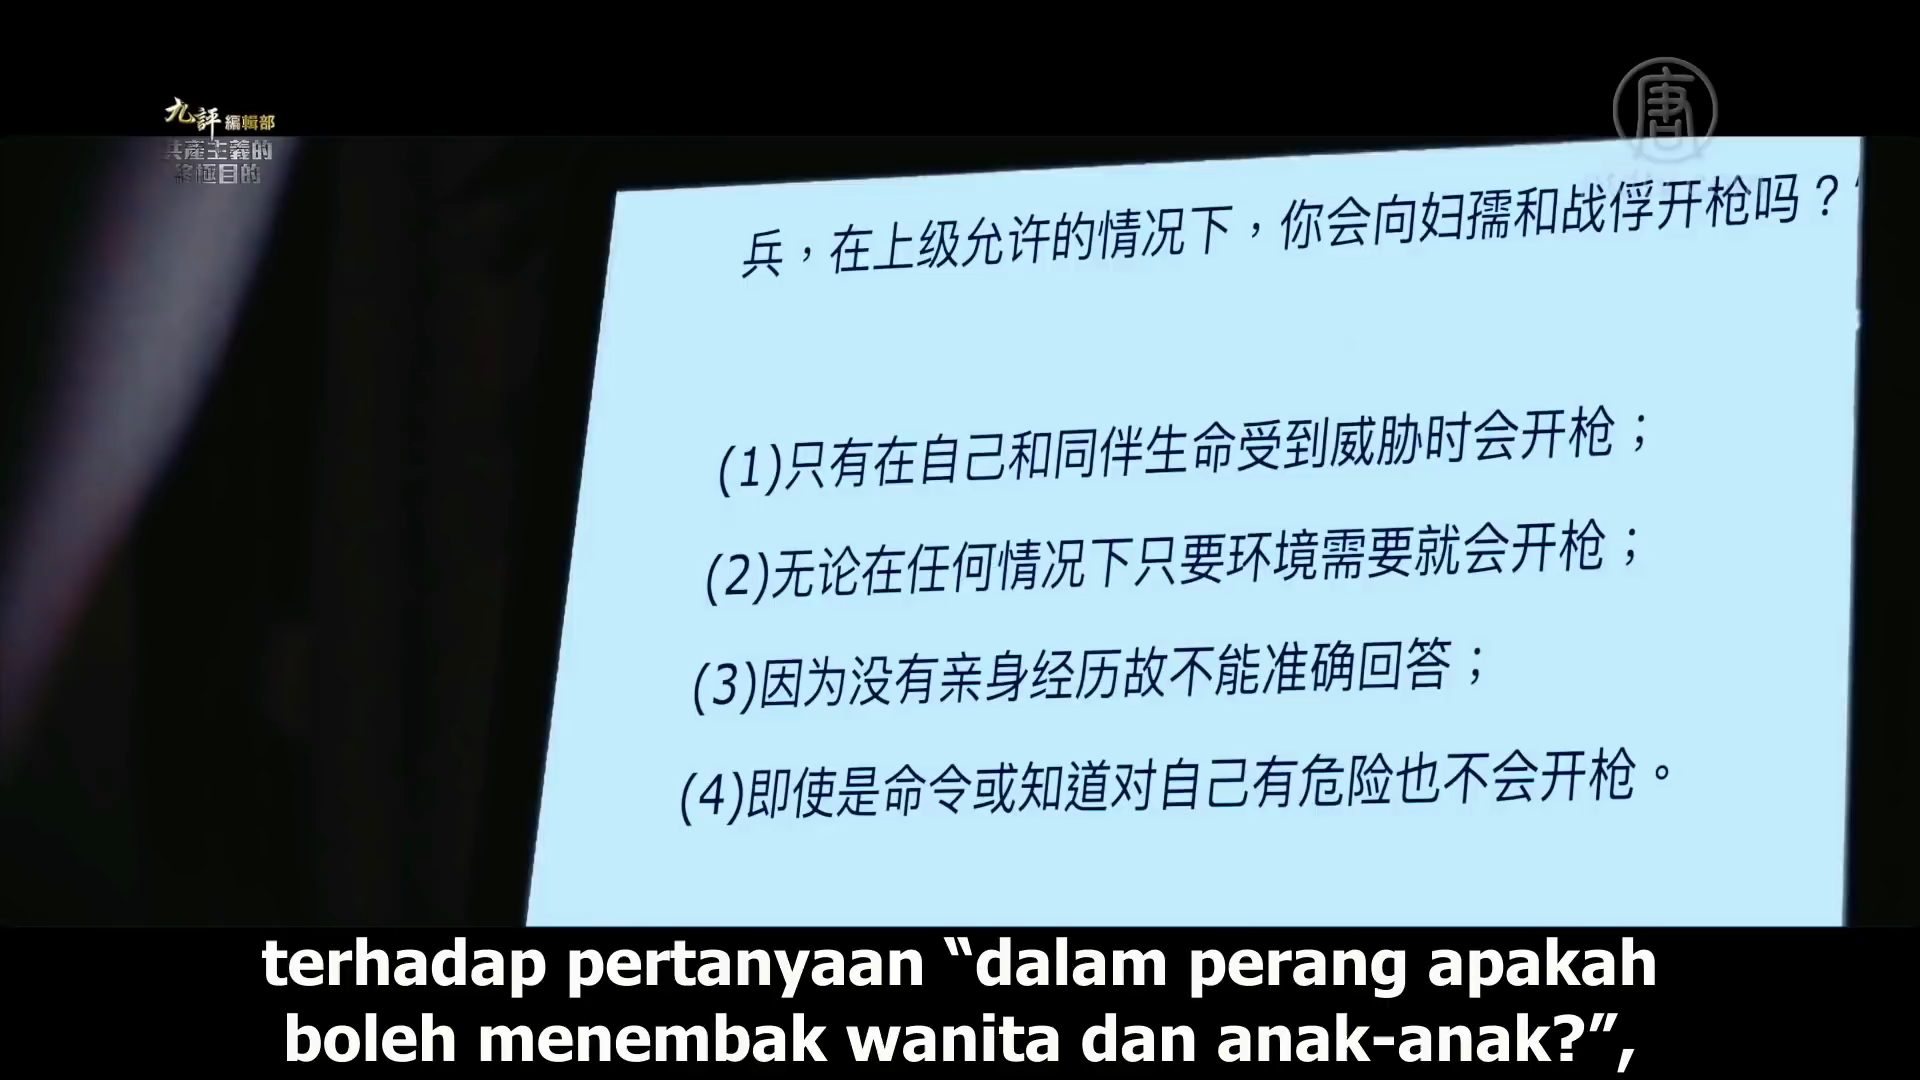 九評 編輯部
共產主義的
終極目的
唐
兵，在上级允许的情况下，你会向妇孺和战俘开枪吗？
(1)只有在自己和同伴生命受到威胁时会开枪；
(2)无论在任何情况下只要环境需要就会开枪；
(3)因为没有亲身经历故不能准确回答；
(4)即使是命令或知道对自己有危险也不会开枪。
terhadap pertanyaan “dalam perang apakah
boleh menembak wanita dan anak-anak?”,